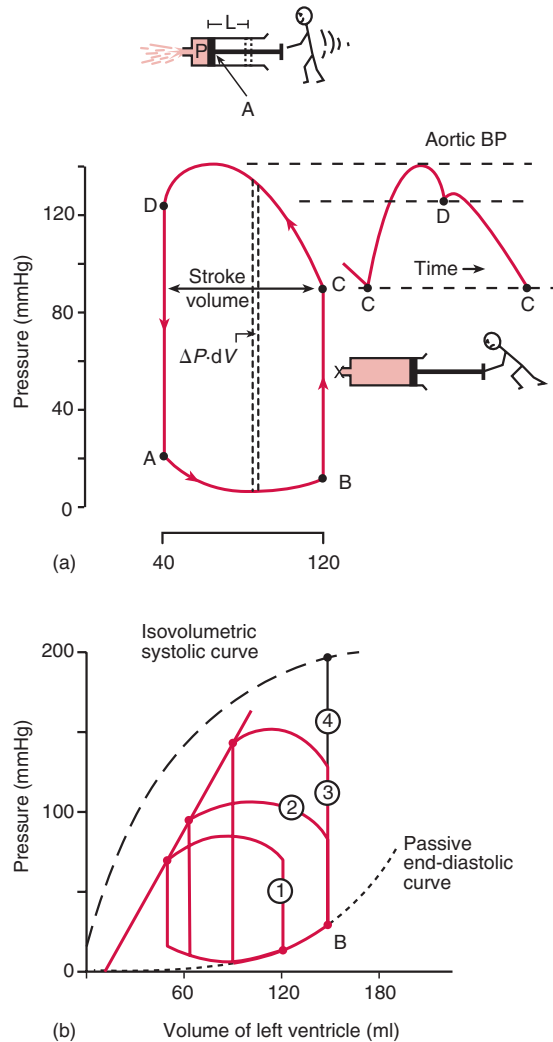 L
P
A
Aortic BP
120
D
D
Stroke
volume
C
Time
C
C
80
ΔP·dV
X
Pressure (mmHg)
40
A
B
0
(a)
40
120
Isovolumetric
systolic curve
200
4
3
2
Pressure (mmHg)
100
Passive
end-diastolic
curve
1
B
0
60
120
180
(b)
Volume of left ventricle (ml)